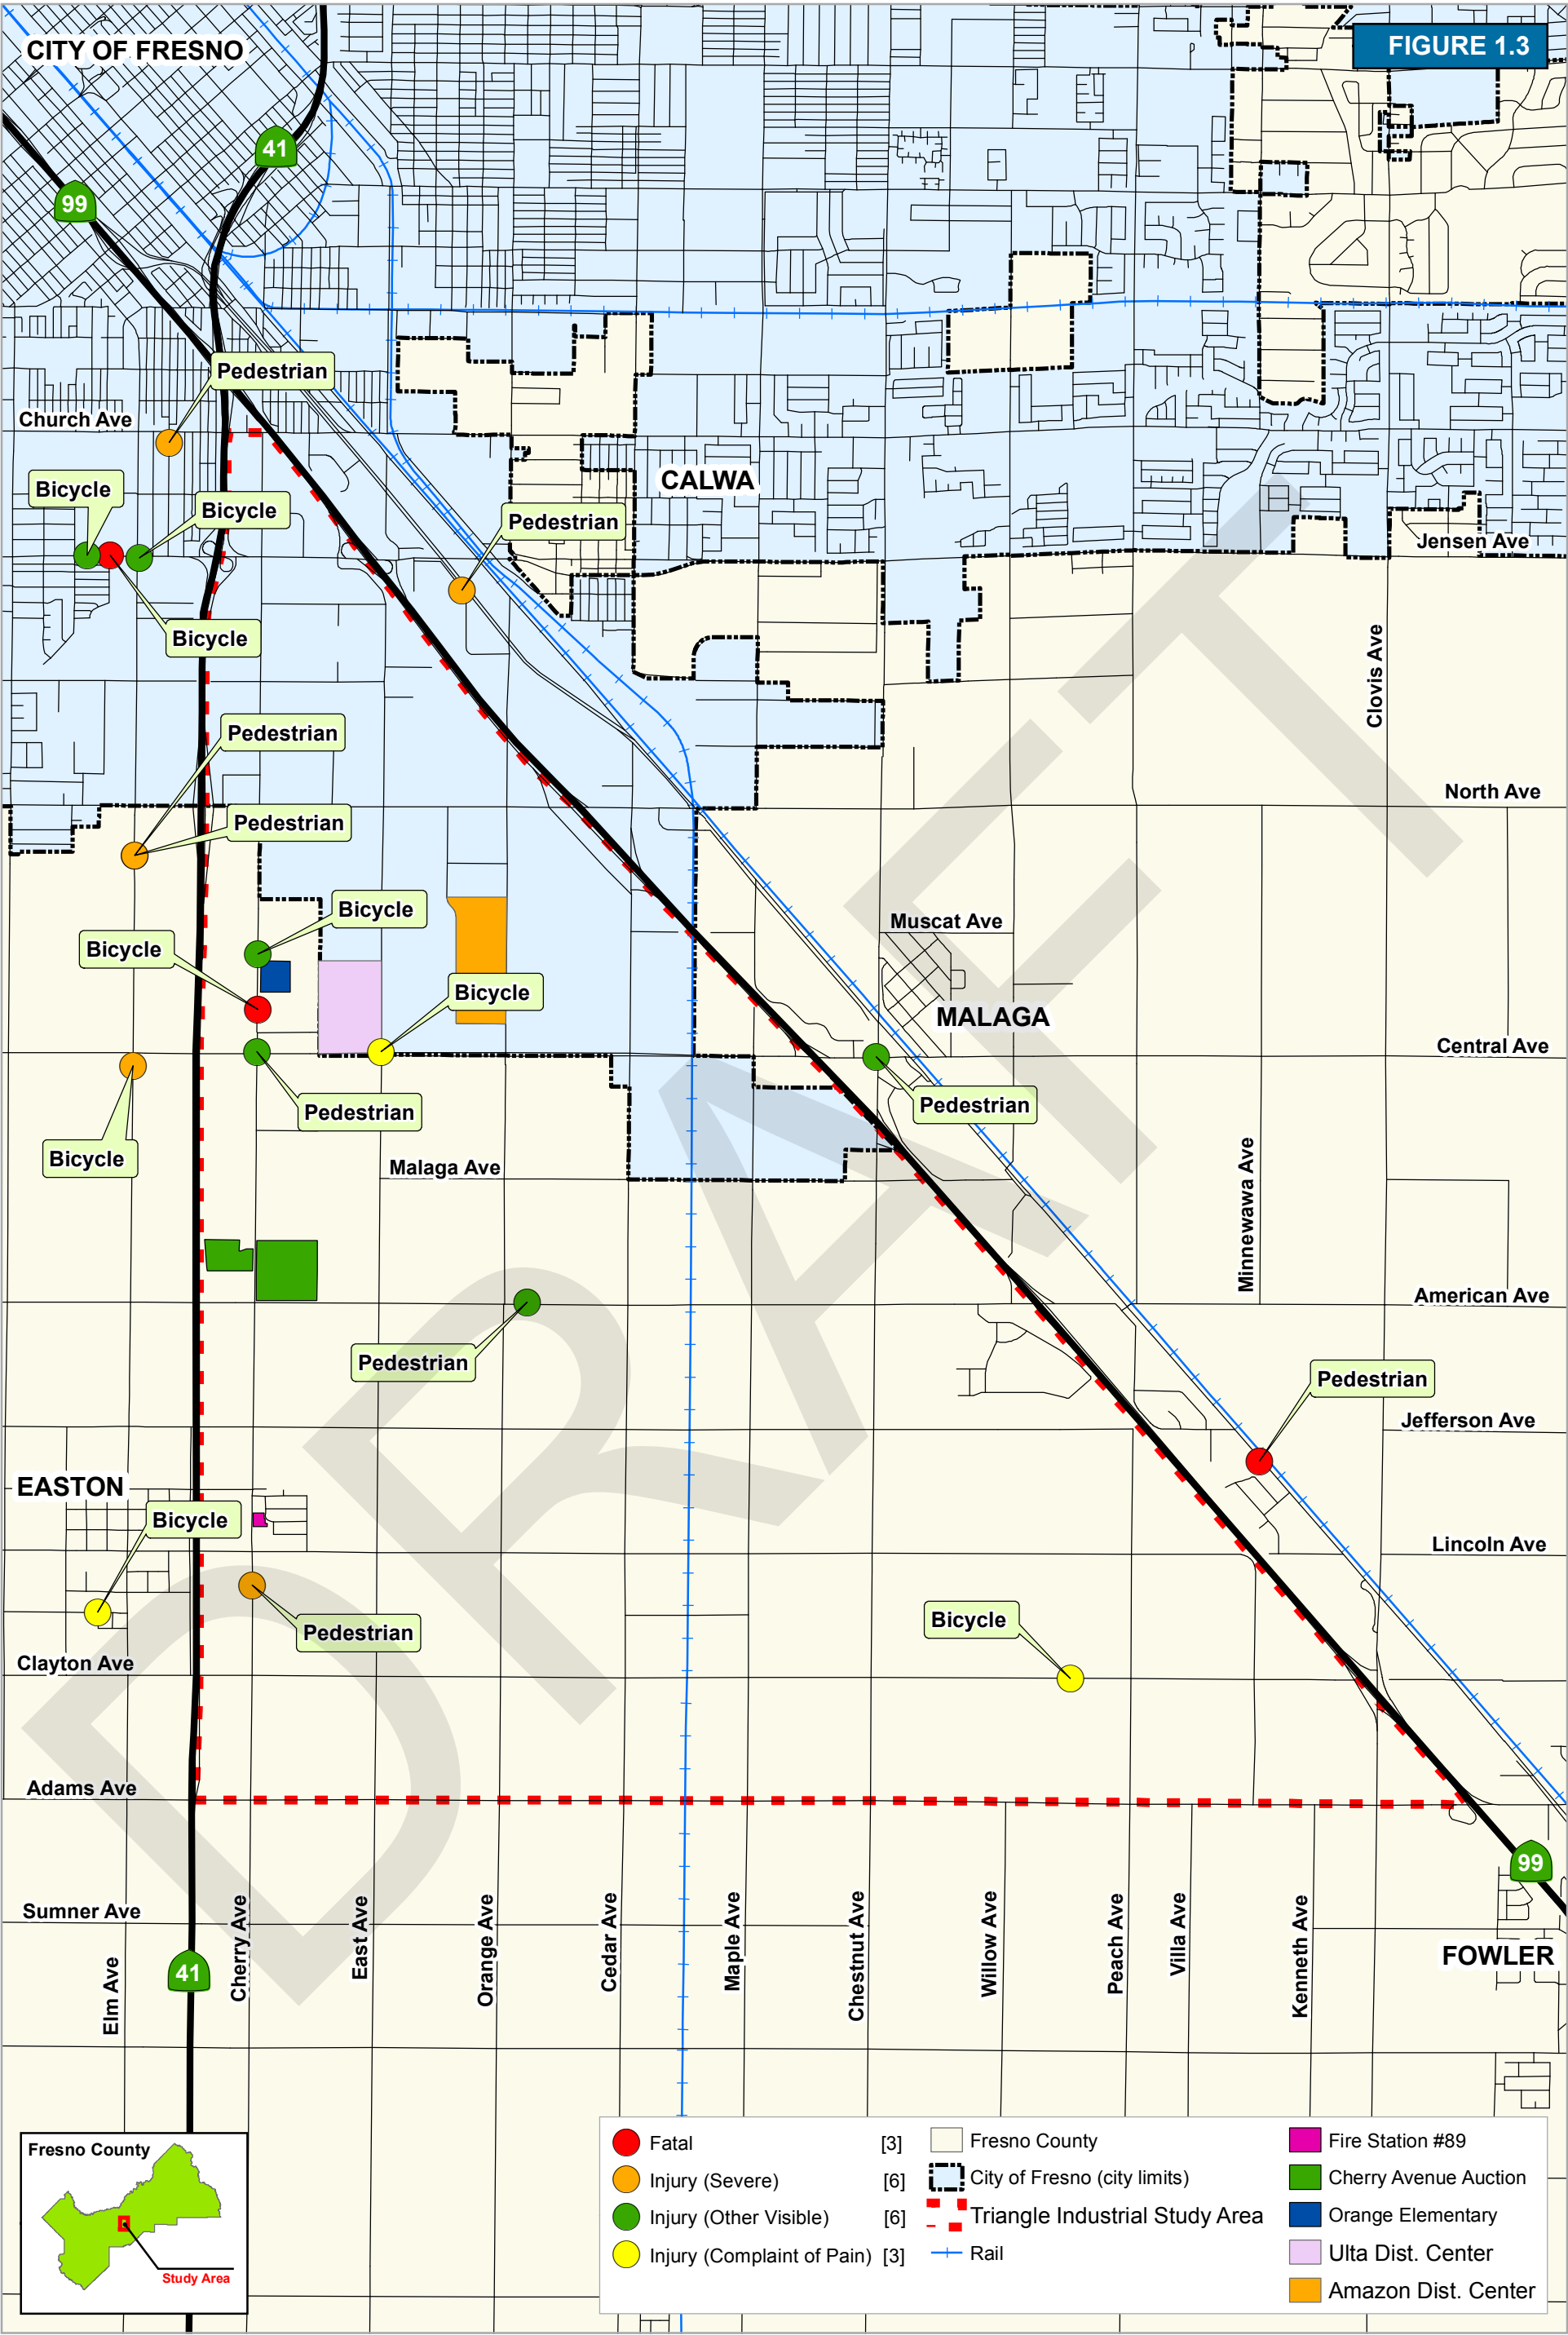 CITY OF FRESNO
FIGURE 1.3
41
99
Pedestrian
Church Ave
CALWA
Bicycle
Bicycle
Pedestrian
Jensen Ave
Bicycle
Clovis Ave
Pedestrian
North Ave
Pedestrian
Bicycle
Muscat Ave
Bicycle
Bicycle
MALAGA
Central Ave
Pedestrian
Pedestrian
Bicycle
Malaga Ave
Minnewawa Ave
American Ave
Pedestrian
Pedestrian
Jefferson Ave
EASTON
Bicycle
Lincoln Ave
Pedestrian
Bicycle
Clayton Ave
Adams Ave
99
Sumner Ave
FOWLER
41
Elm Ave
Cherry Ave
East Ave
Orange Ave
Cedar Ave
Maple Ave
Chestnut Ave
Willow Ave
Peach Ave
Villa Ave
Kenneth Ave
DRAFT
Fresno County
Study Area
Fatal [3]
Injury (Severe) [6]
Injury (Other Visible) [6]
Injury (Complaint of Pain) [3]
Fresno County
City of Fresno (city limits)
Triangle Industrial Study Area
Rail
Fire Station #89
Cherry Avenue Auction
Orange Elementary
Ulta Dist. Center
Amazon Dist. Center